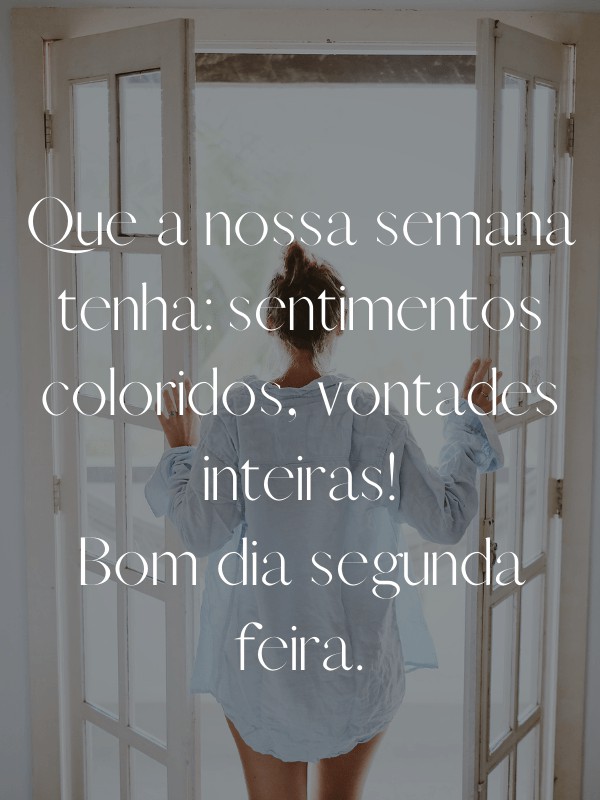 Que a nossa semana
tenha: sentimentos
coloridos, vontades
inteiras!
Bom dia segunda
feira.